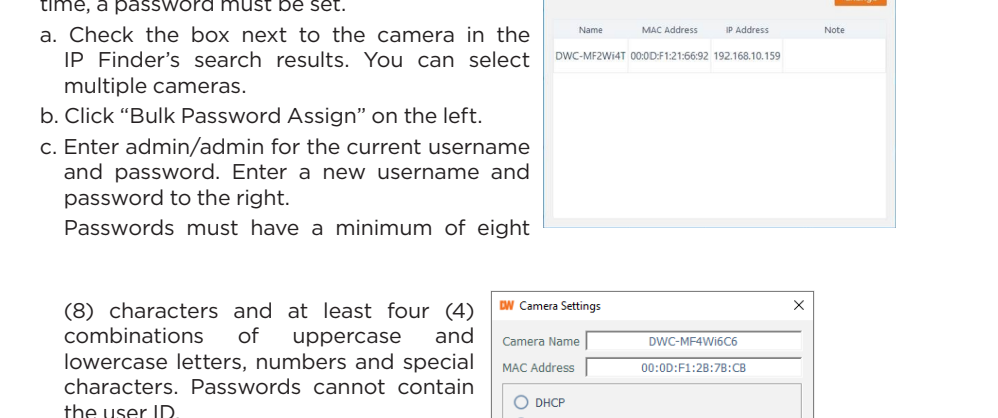 time, a password must be set.
a. Check the box next to the camera in the
IP Finder's search results. You can select
multiple cameras.
b. Click "Bulk Password Assign" on the left.
c. Enter admin/admin for the current username
and password. Enter a new username and
password to the right.
Passwords must have a minimum of eight
Change
Name MAC Address IP Address Note
DWC-MF2Wi4T 00:0D:F1:21:66:92 192.168.10.159
(8) characters and at least four (4)
combinations of uppercase and
lowercase letters, numbers and special
characters. Passwords cannot contain
the user ID.
DW Camera Settings
Camera Name DWC-MF4Wi6C6
MAC Address 00:0D:F1:2B:7B:CB
DHCP